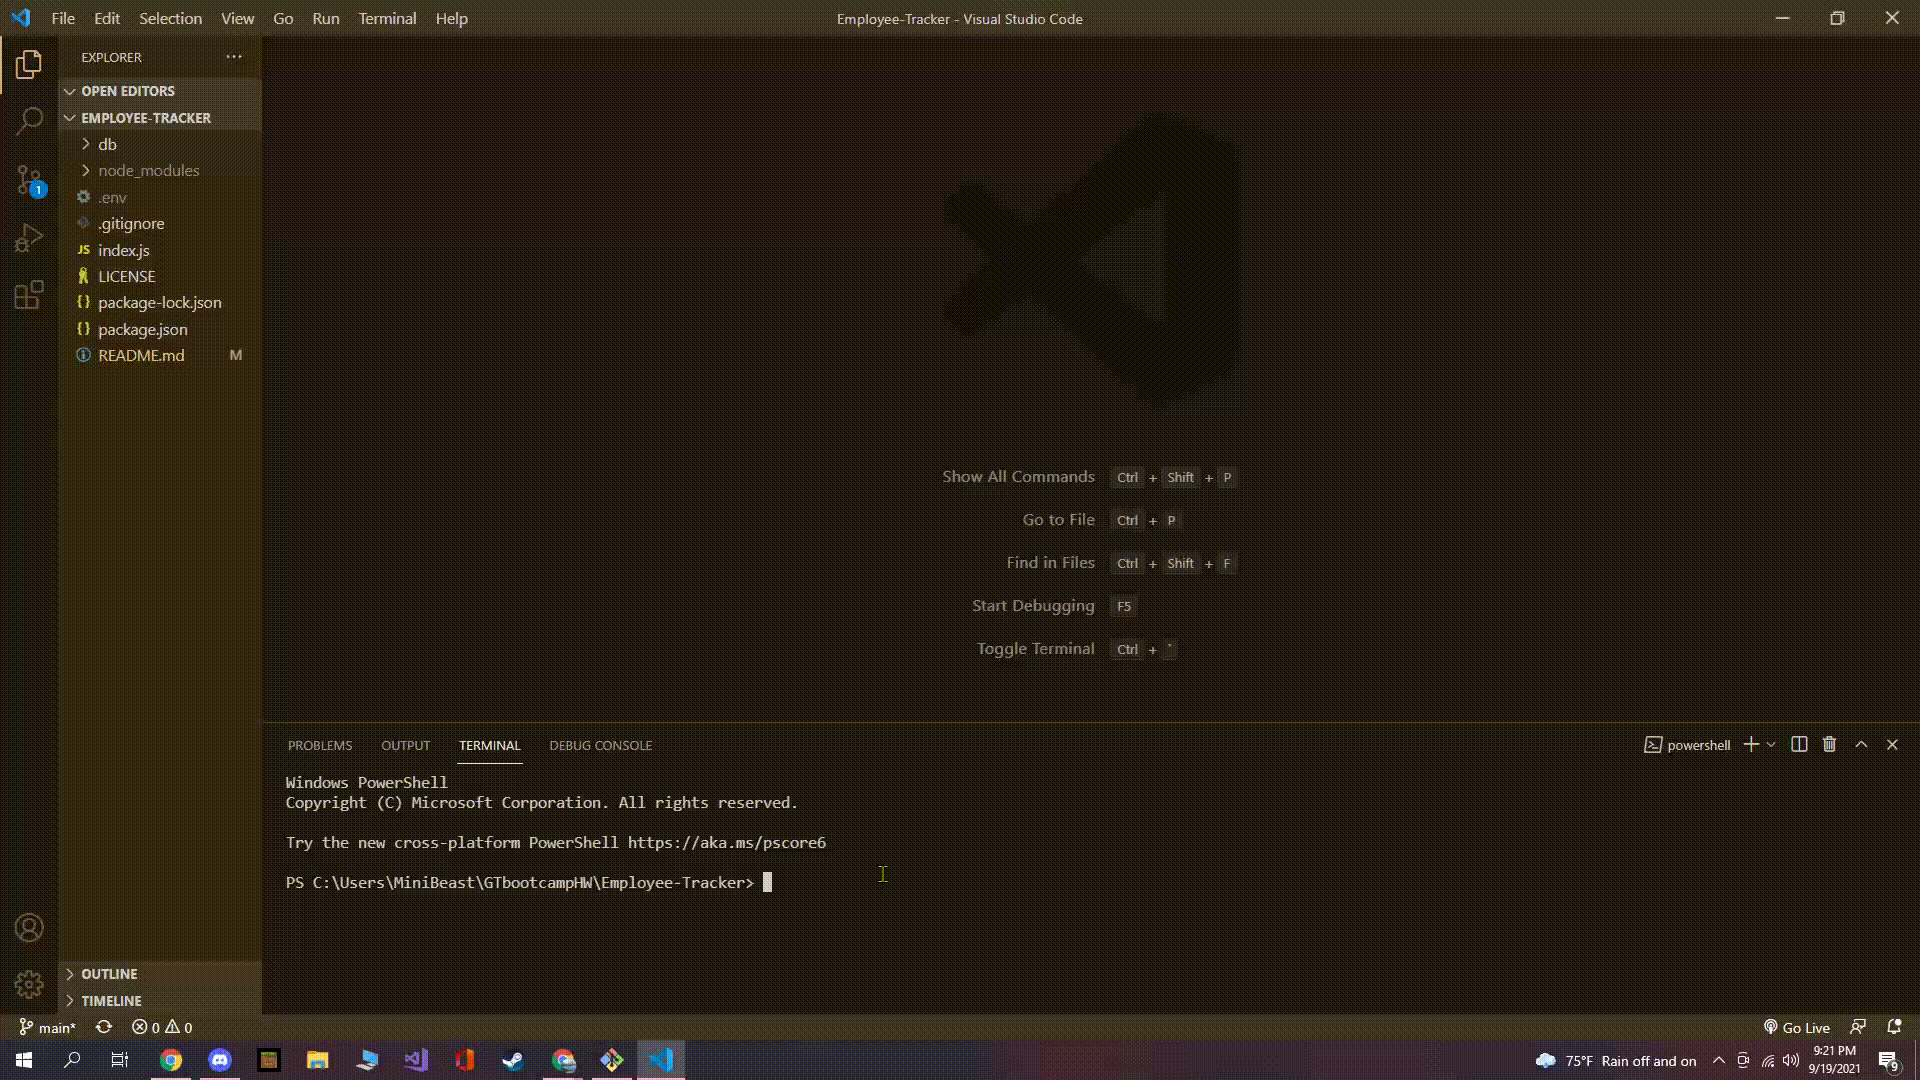 File Edit Selection View Go Run Terminal Help
Employee-Tracker - Visual Studio Code
EXPLORER
OPEN EDITORS
EMPLOYEE-TRACKER
db
node_modules
.env
.gitignore
JS index.js
LICENSE
{} package-lock.json
{} package.json
README.md M
1
OUTLINE
TIMELINE
Show All Commands Ctrl + Shift + P
Go to File Ctrl + P
Find in Files Ctrl + Shift + F
Start Debugging F5
Toggle Terminal Ctrl + `
PROBLEMS OUTPUT TERMINAL DEBUG CONSOLE
powershell
Windows PowerShell
Copyright (C) Microsoft Corporation. All rights reserved.
Try the new cross-platform PowerShell https://aka.ms/pscore6
PS C:\Users\MiniBeast\GTbootcampHW\Employee-Tracker>
main* 0 0
Go Live
75°F Rain off and on
9:21 PM
9/19/2021
9